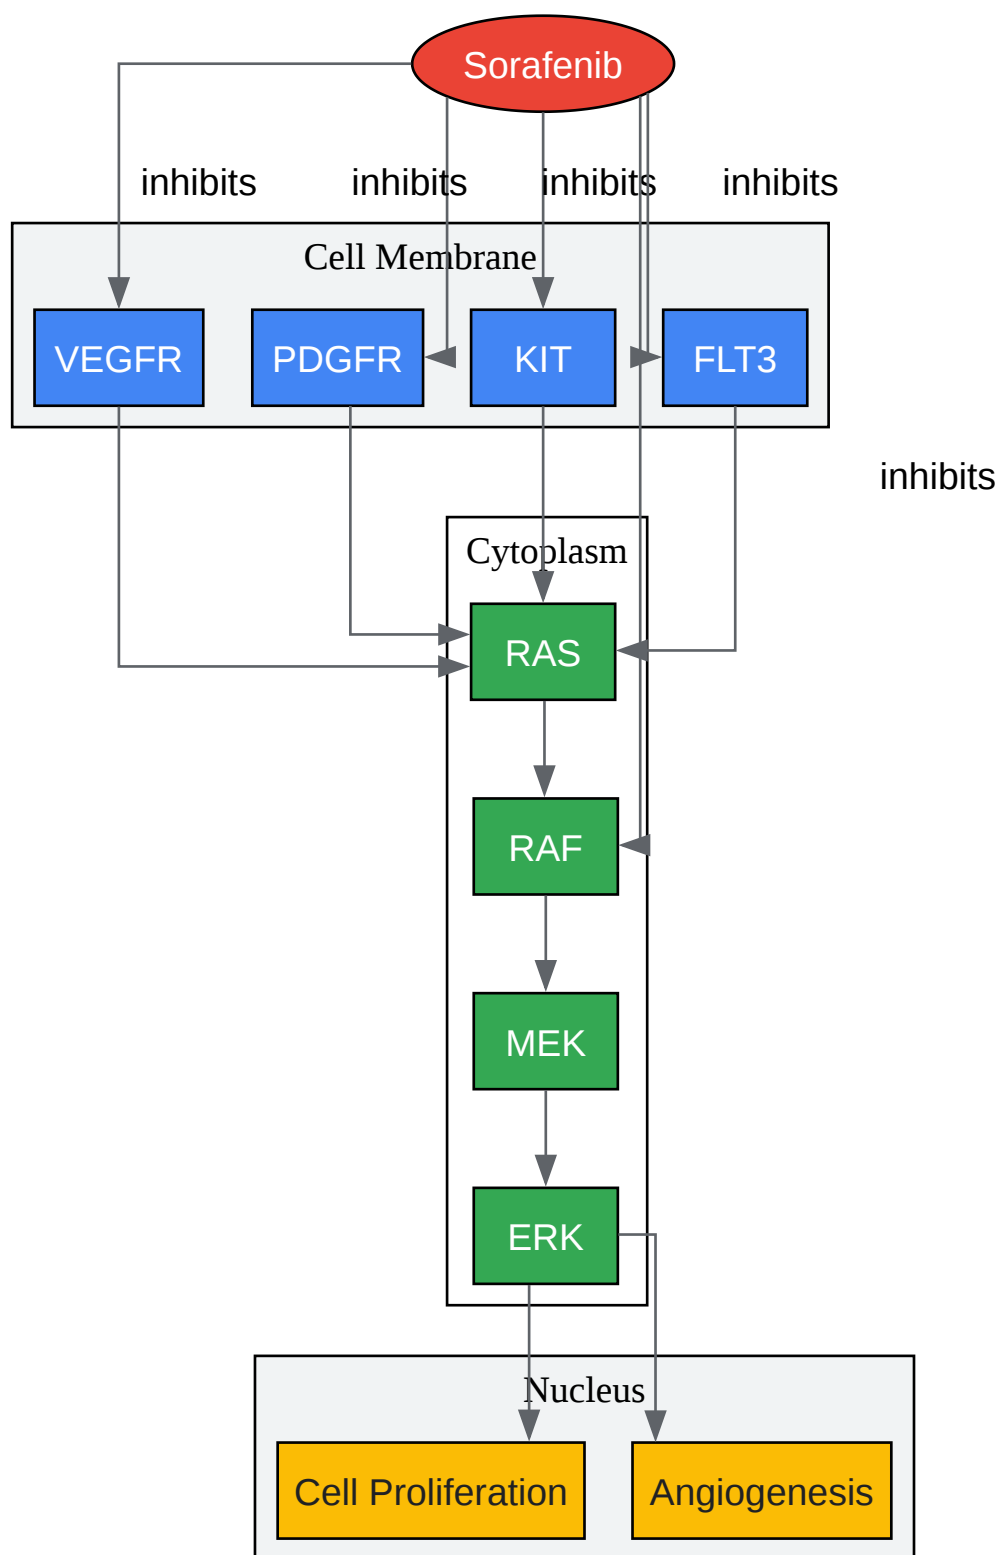 Sorafenib
inhibits inhibits inhibits inhibits
Cell Membrane
VEGFR PDGFR KIT FLT3
inhibits
Cytoplasm
RAS
RAF
MEK
ERK
Nucleus
Cell Proliferation Angiogenesis